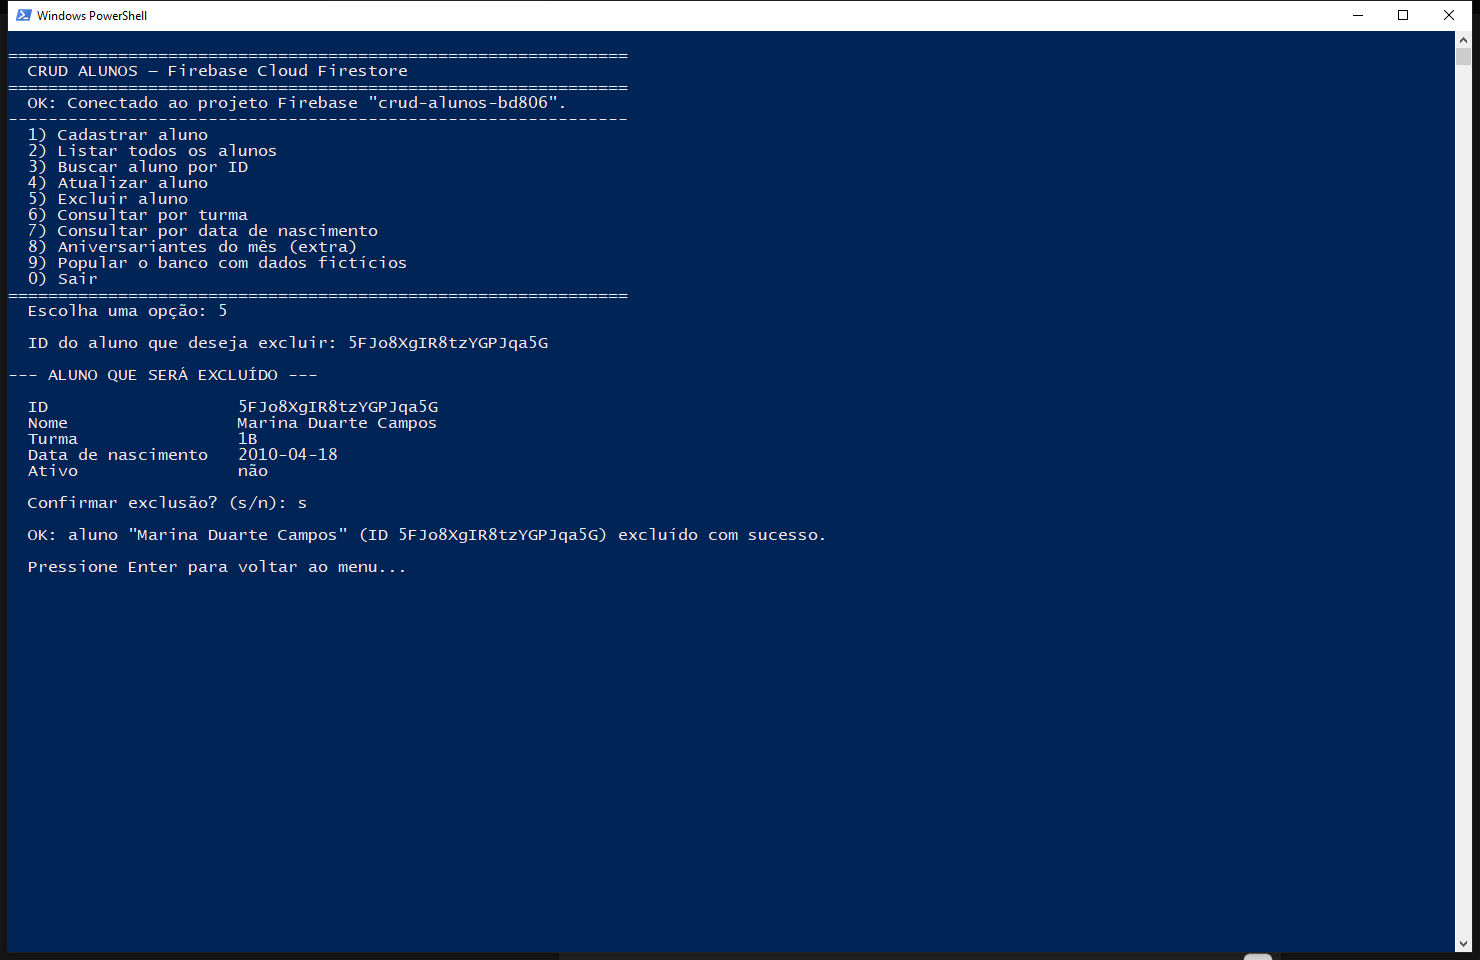 Windows PowerShell
==============================================================
CRUD ALUNOS — Firebase Cloud Firestore
==============================================================
OK: Conectado ao projeto Firebase "crud-alunos-bd806".
--------------------------------------------------------------
1) Cadastrar aluno
2) Listar todos os alunos
3) Buscar aluno por ID
4) Atualizar aluno
5) Excluir aluno
6) Consultar por turma
7) Consultar por data de nascimento
8) Aniversariantes do mês (extra)
9) Popular o banco com dados fictícios
0) Sair
==============================================================
Escolha uma opção: 5
ID do aluno que deseja excluir: 5FJo8XgIR8tzYGPJqa5G
--- ALUNO QUE SERÁ EXCLUÍDO ---
ID 5FJo8XgIR8tzYGPJqa5G
Nome Marina Duarte Campos
Turma 1B
Data de nascimento 2010-04-18
Ativo não
Confirmar exclusão? (s/n): s
OK: aluno "Marina Duarte Campos" (ID 5FJo8XgIR8tzYGPJqa5G) excluído com sucesso.
Pressione Enter para voltar ao menu...